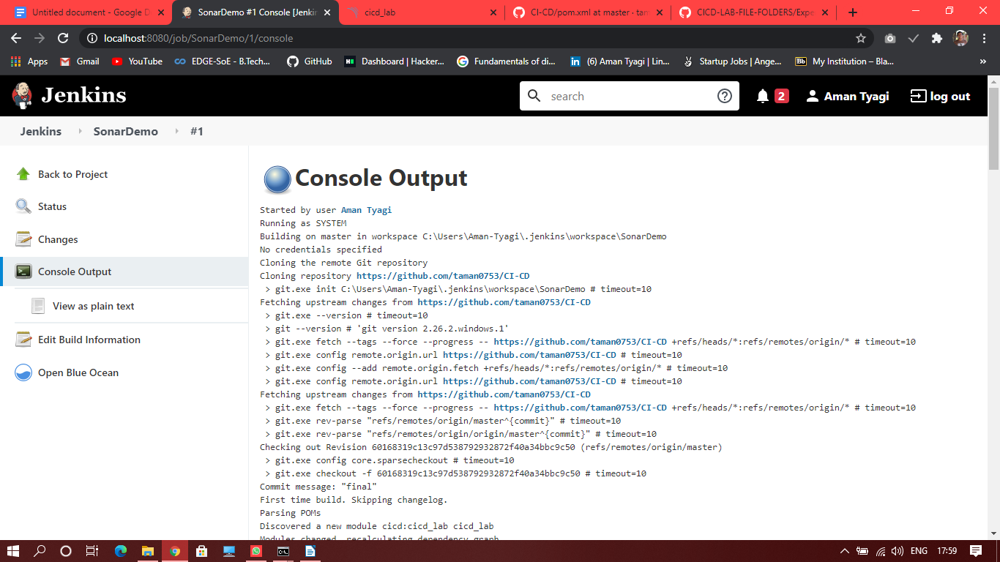 Untitled document - Google D
SonarDemo #1 Console [Jenkin
cicd_lab
CI-CD/pom.xml at master · tam
CICD-LAB-FILE-FOLDERS/Expe
localhost:8080/job/SonarDemo/1/console
Apps
Gmail
YouTube
EDGE-SoE - B.Tech...
GitHub
Dashboard | Hacker...
Fundamentals of di...
(6) Aman Tyagi | Lin...
Startup Jobs | Ange...
Bb
My Institution – Bla...
»
Jenkins
search
2
Aman Tyagi
log out
Jenkins
SonarDemo
#1
Back to Project
Status
Changes
Console Output
View as plain text
Edit Build Information
Open Blue Ocean
Console Output
Started by user Aman Tyagi
Running as SYSTEM
Building on master in workspace C:\Users\Aman-Tyagi\.jenkins\workspace\SonarDemo
No credentials specified
Cloning the remote Git repository
Cloning repository https://github.com/taman0753/CI-CD
> git.exe init C:\Users\Aman-Tyagi\.jenkins\workspace\SonarDemo # timeout=10
Fetching upstream changes from https://github.com/taman0753/CI-CD
> git.exe --version # timeout=10
> git --version # 'git version 2.26.2.windows.1'
> git.exe fetch --tags --force --progress -- https://github.com/taman0753/CI-CD +refs/heads/*:refs/remotes/origin/* # timeout=10
> git.exe config remote.origin.url https://github.com/taman0753/CI-CD # timeout=10
> git.exe config --add remote.origin.fetch +refs/heads/*:refs/remotes/origin/* # timeout=10
> git.exe config remote.origin.url https://github.com/taman0753/CI-CD # timeout=10
Fetching upstream changes from https://github.com/taman0753/CI-CD
> git.exe fetch --tags --force --progress -- https://github.com/taman0753/CI-CD +refs/heads/*:refs/remotes/origin/* # timeout=10
> git.exe rev-parse "refs/remotes/origin/master^{commit}" # timeout=10
> git.exe rev-parse "refs/remotes/origin/origin/master^{commit}" # timeout=10
Checking out Revision 60168319c13c97d538792932872f40a34bbc9c50 (refs/remotes/origin/master)
> git.exe config core.sparsecheckout # timeout=10
> git.exe checkout -f 60168319c13c97d538792932872f40a34bbc9c50 # timeout=10
Commit message: "final"
First time build. Skipping changelog.
Parsing POMs
Discovered a new module cicd:cicd_lab cicd_lab
Modules changed, recalculating dependency graph
ENG
17:59